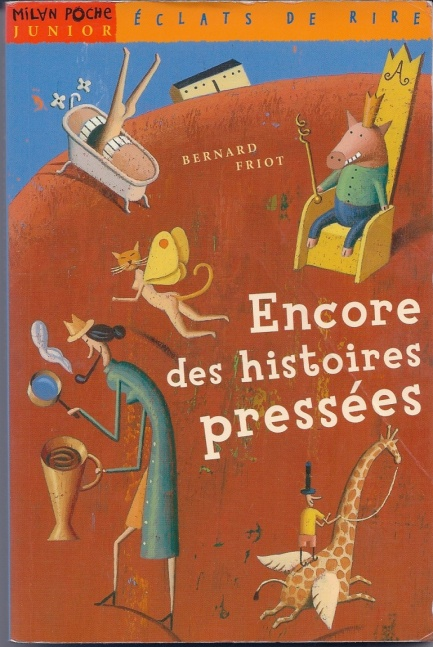 MILAN POCHE
JUNIOR
ÉCLATS DE RIRE
BERNARD
FRIOT
A
Encore
des histoires
pressées